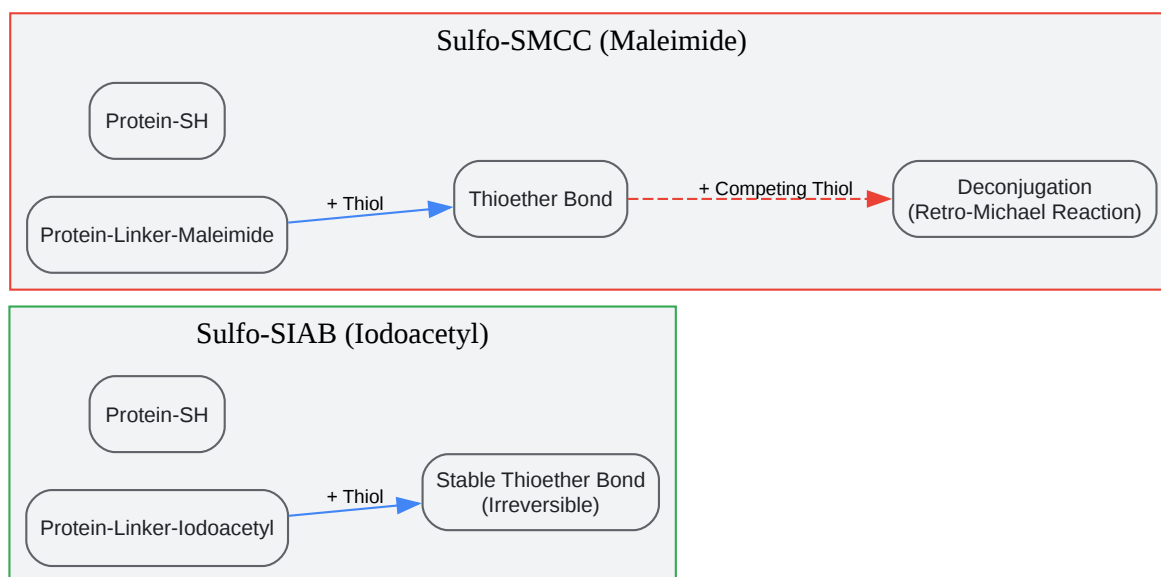 Sulfo-SMCC (Maleimide)
Protein-SH
Protein-Linker-Maleimide
+ Thiol
Thioether Bond
+ Competing Thiol
Deconjugation
(Retro-Michael Reaction)
Sulfo-SIAB (Iodoacetyl)
Protein-SH
Protein-Linker-Iodoacetyl
+ Thiol
Stable Thioether Bond
(Irreversible)